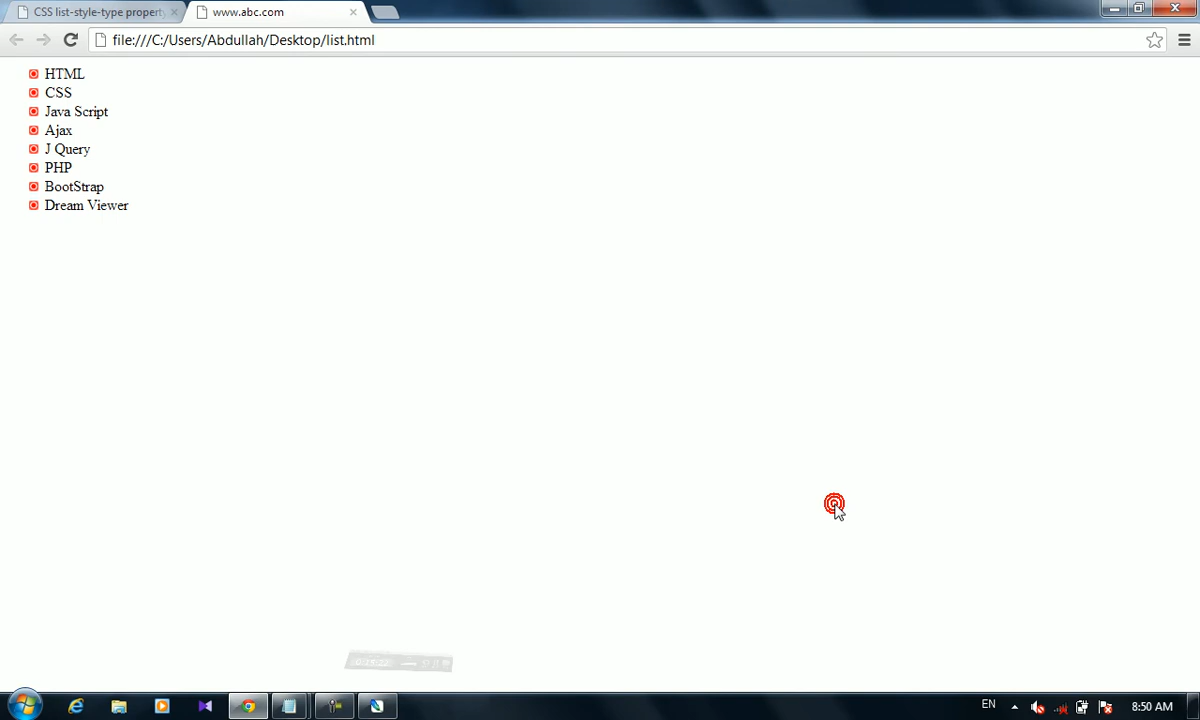 CSS list-style-type property
www.abc.com
file:///C:/Users/Abdullah/Desktop/list.html
HTML
CSS
Java Script
Ajax
J Query
PHP
BootStrap
Dream Viewer
EN
8:50 AM